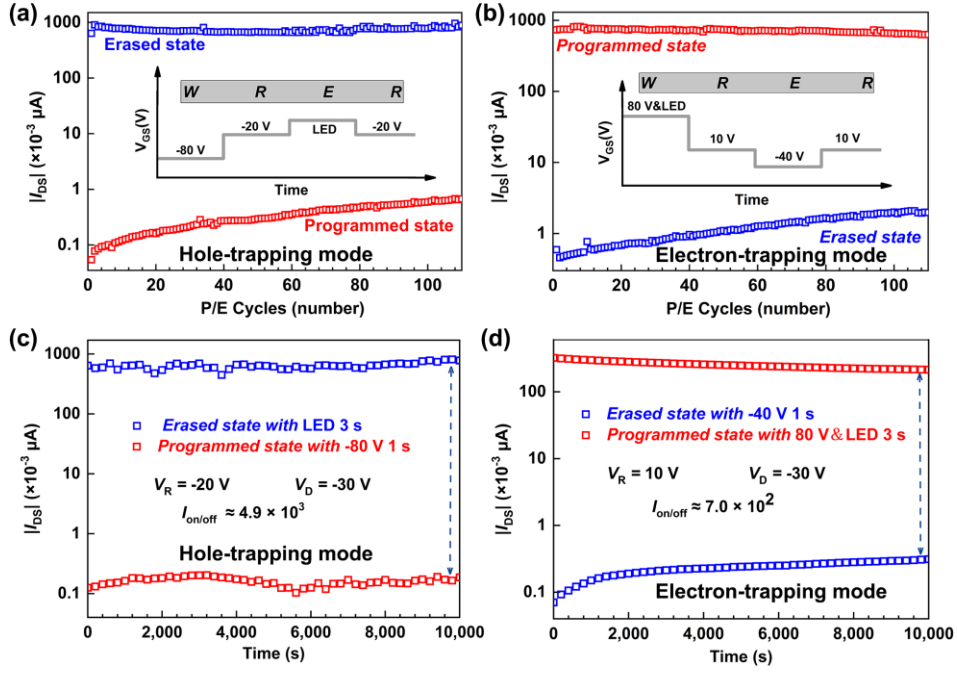 (a)
|I_DS| (×10⁻³ μA)
1000
100
10
1
0.1
Erased state
W R E R
V_GS(V)
-80 V
-20 V
LED
-20 V
Time
Programmed state
Hole-trapping mode
0 20 40 60 80 100
P/E Cycles (number)
(b)
|I_DS| (×10⁻³ μA)
1000
100
10
1
Programmed state
W R E R
V_GS(V)
80 V&LED
10 V
-40 V
10 V
Time
Erased state
Electron-trapping mode
0 20 40 60 80 100
P/E Cycles (number)
(c)
|I_DS| (×10⁻³ μA)
1000
100
10
1
0.1
Erased state with LED 3 s
Programmed state with -80 V 1 s
V_R = -20 V V_D = -30 V
I_on/off ≈ 4.9 × 10³
Hole-trapping mode
0 2,000 4,000 6,000 8,000 10,000
Time (s)
(d)
|I_DS| (×10⁻³ μA)
100
10
1
0.1
Erased state with -40 V 1 s
Programmed state with 80 V & LED 3 s
V_R = 10 V V_D = -30 V
I_on/off ≈ 7.0 × 10²
Electron-trapping mode
0 2,000 4,000 6,000 8,000 10,000
Time (s)